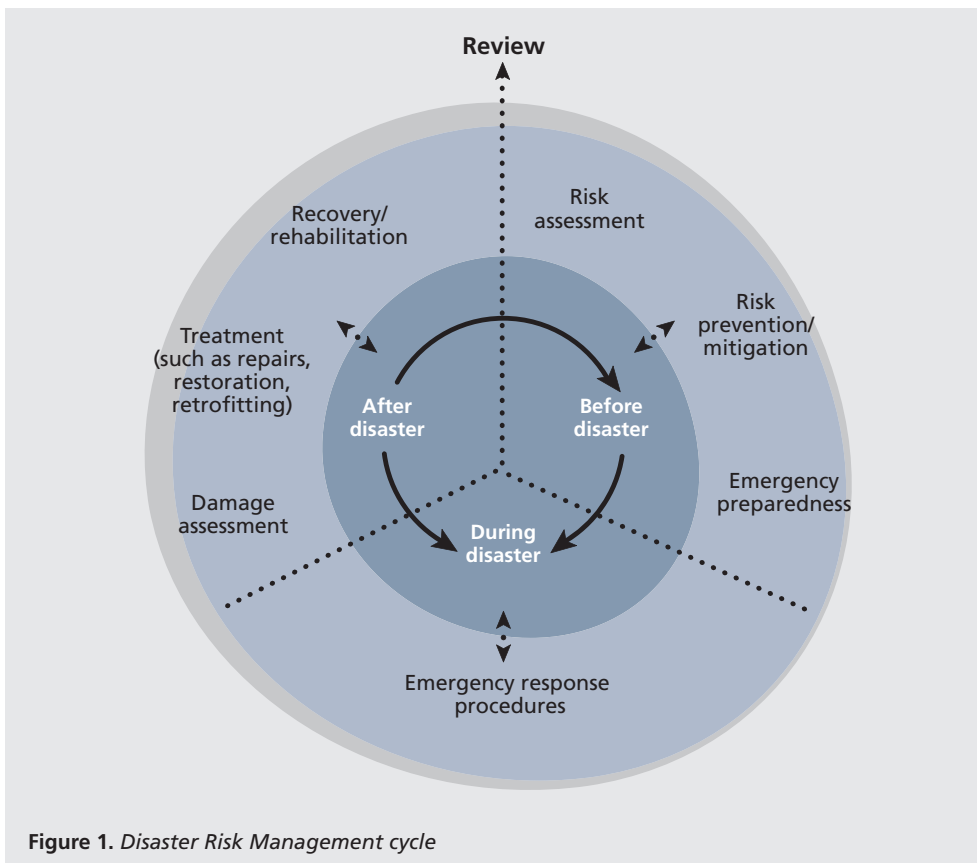 Review
Risk
assessment
Recovery/
rehabilitation
Risk
prevention/
mitigation
Treatment
(such as repairs,
restoration,
retrofitting)
After
disaster
Before
disaster
Emergency
preparedness
Damage
assessment
During
disaster
Emergency response
procedures
Figure 1. Disaster Risk Management cycle